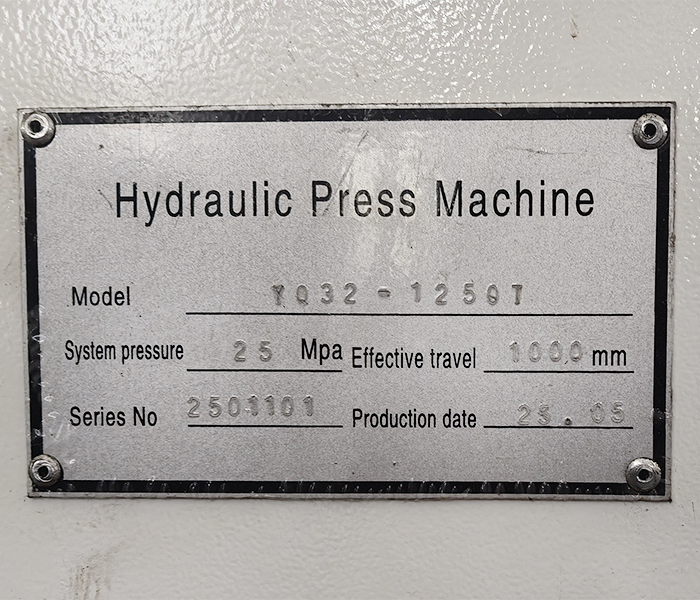 Hydraulic Press Machine
Model YQ32-1250T
System pressure 25 Mpa Effective travel 1000 mm
Series No 2501101 Production date 25.05